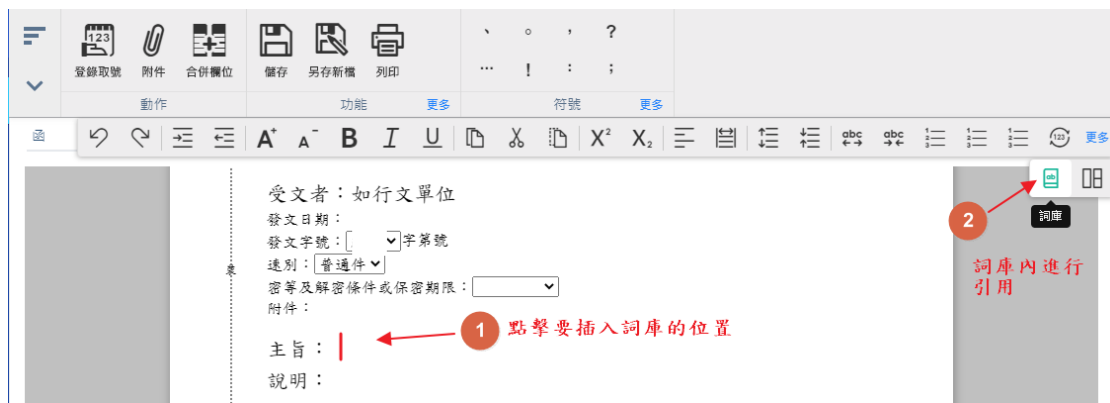 登錄取號 附件 合併欄位 儲存 另存新檔 列印
、 。 , ?
… ! : ;
動作 功能 更多 符號 更多
A+ A- B I U X² X₂ abc abc 更多
受文者：如行文單位
發文日期：
發文字號： 字第號
速別：普通件
密等及解密條件或保密期限：
附件：
主旨：
說明：
1 點擊要插入詞庫的位置
2
詞庫
詞庫內進行
引用